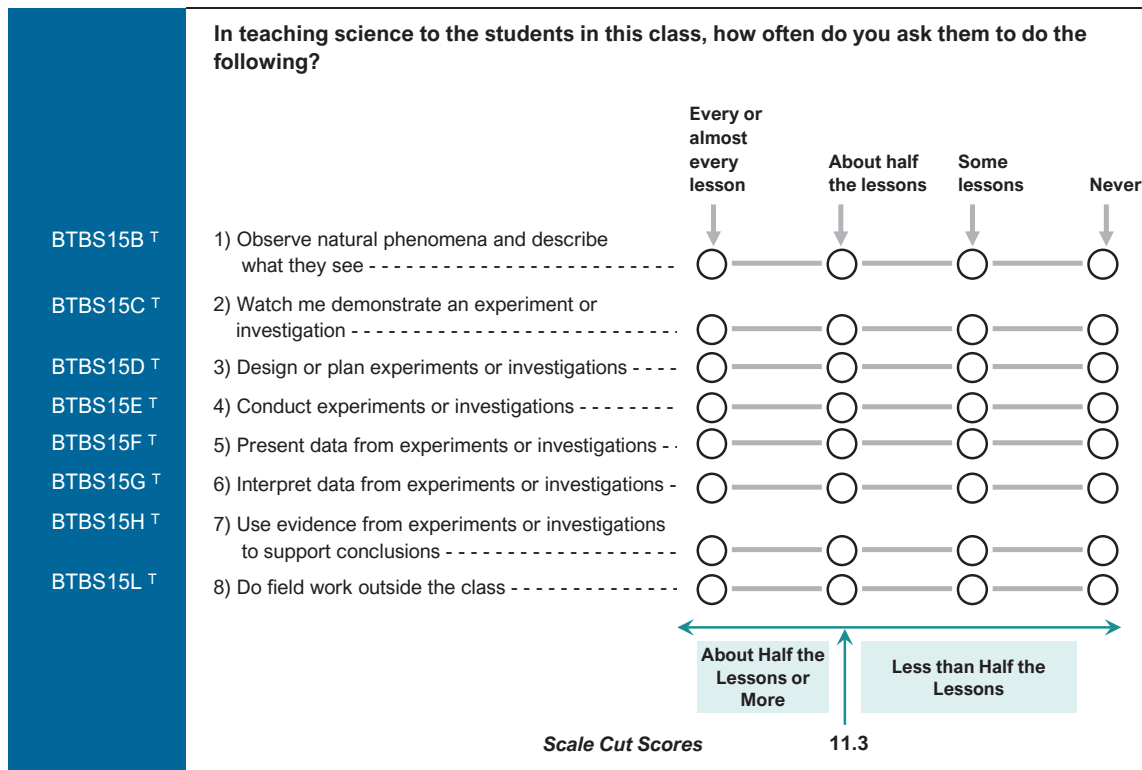 In teaching science to the students in this class, how often do you ask them to do the
following?
Every or
almost
every
lesson
About half
the lessons
Some
lessons
Never
BTBS15B ᵀ 1) Observe natural phenomena and describe
what they see - - - - - - - - - - - - - - - - - - - - - - - - - -
BTBS15C ᵀ 2) Watch me demonstrate an experiment or
investigation - - - - - - - - - - - - - - - - - - - - - - - - - - - -
BTBS15D ᵀ 3) Design or plan experiments or investigations - - - -
BTBS15E ᵀ 4) Conduct experiments or investigations - - - - - - - -
BTBS15F ᵀ 5) Present data from experiments or investigations - -
BTBS15G ᵀ 6) Interpret data from experiments or investigations -
BTBS15H ᵀ 7) Use evidence from experiments or investigations
to support conclusions - - - - - - - - - - - - - - - - - - - -
BTBS15L ᵀ 8) Do field work outside the class - - - - - - - - - - - - - -
About Half the
Lessons or
More
Less than Half the
Lessons
Scale Cut Scores 11.3